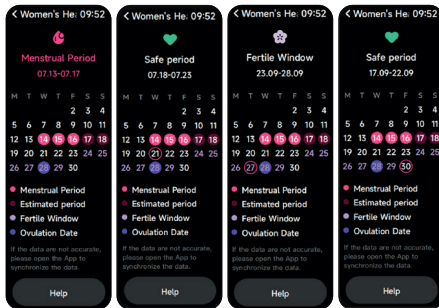 Women's He: 09:52
Menstrual Period
07.13-07.17
M T W T F S S
2 3 4
5 6 7 8 9 10 11
12 13 14 15 16 17 18
19 20 21 22 23 24 25
26 27 28 29 30
Menstrual Period
Estimated period
Fertile Window
Ovulation Date
If the data are not accurate,
please open the App to
synchronize the data.
Help
Women's He: 09:52
Safe period
07.18-07.23
M T W T F S S
2 3 4
5 6 7 8 9 10 11
12 13 14 15 16 17 18
19 20 21 22 23 24 25
26 27 28 29 30
Menstrual Period
Estimated period
Fertile Window
Ovulation Date
If the data are not accurate,
please open the App to
synchronize the data.
Help
Women's He: 09:52
Fertile Window
23.09-28.09
M T W T F S S
2 3 4
5 6 7 8 9 10 11
12 13 14 15 16 17 18
19 20 21 22 23 24 25
26 27 28 29 30
Menstrual Period
Estimated period
Fertile Window
Ovulation Date
If the data are not accurate,
please open the App to
synchronize the data.
Help
Women's He: 09:52
Safe period
17.09-22.09
M T W T F S S
2 3 4
5 6 7 8 9 10 11
12 13 14 15 16 17 18
19 20 21 22 23 24 25
26 27 28 29 30
Menstrual Period
Estimated period
Fertile Window
Ovulation Date
If the data are not accurate,
please open the App to
synchronize the data.
Help